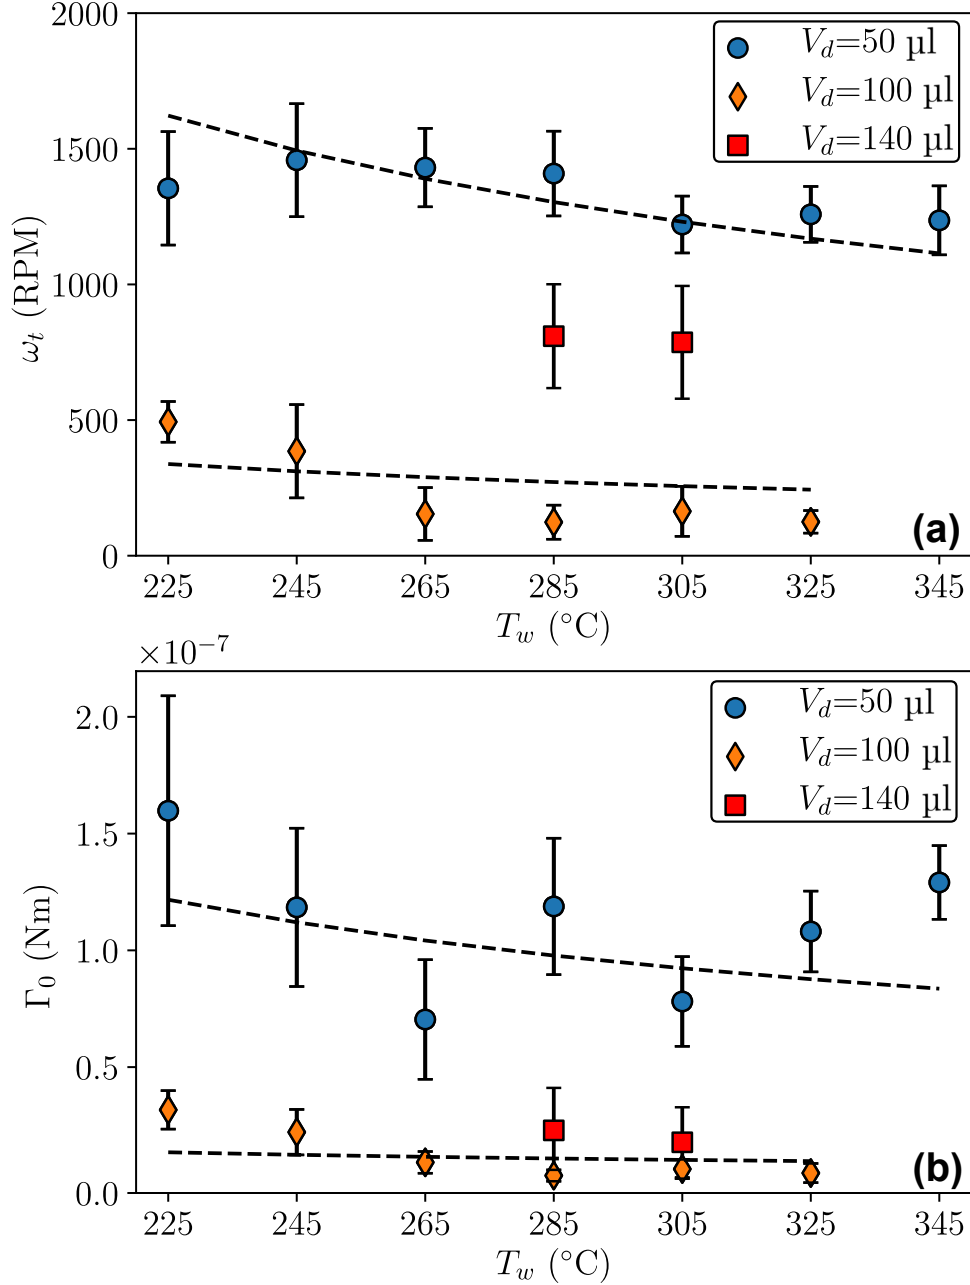 2000
1500
1000
500
0
ω_t (RPM)
V_d=50 µl
V_d=100 µl
V_d=140 µl
(a)
225 245 265 285 305 325 345
T_w (°C)
×10⁻⁷
2.0
1.5
1.0
0.5
0.0
Γ₀ (Nm)
V_d=50 µl
V_d=100 µl
V_d=140 µl
(b)
225 245 265 285 305 325 345
T_w (°C)